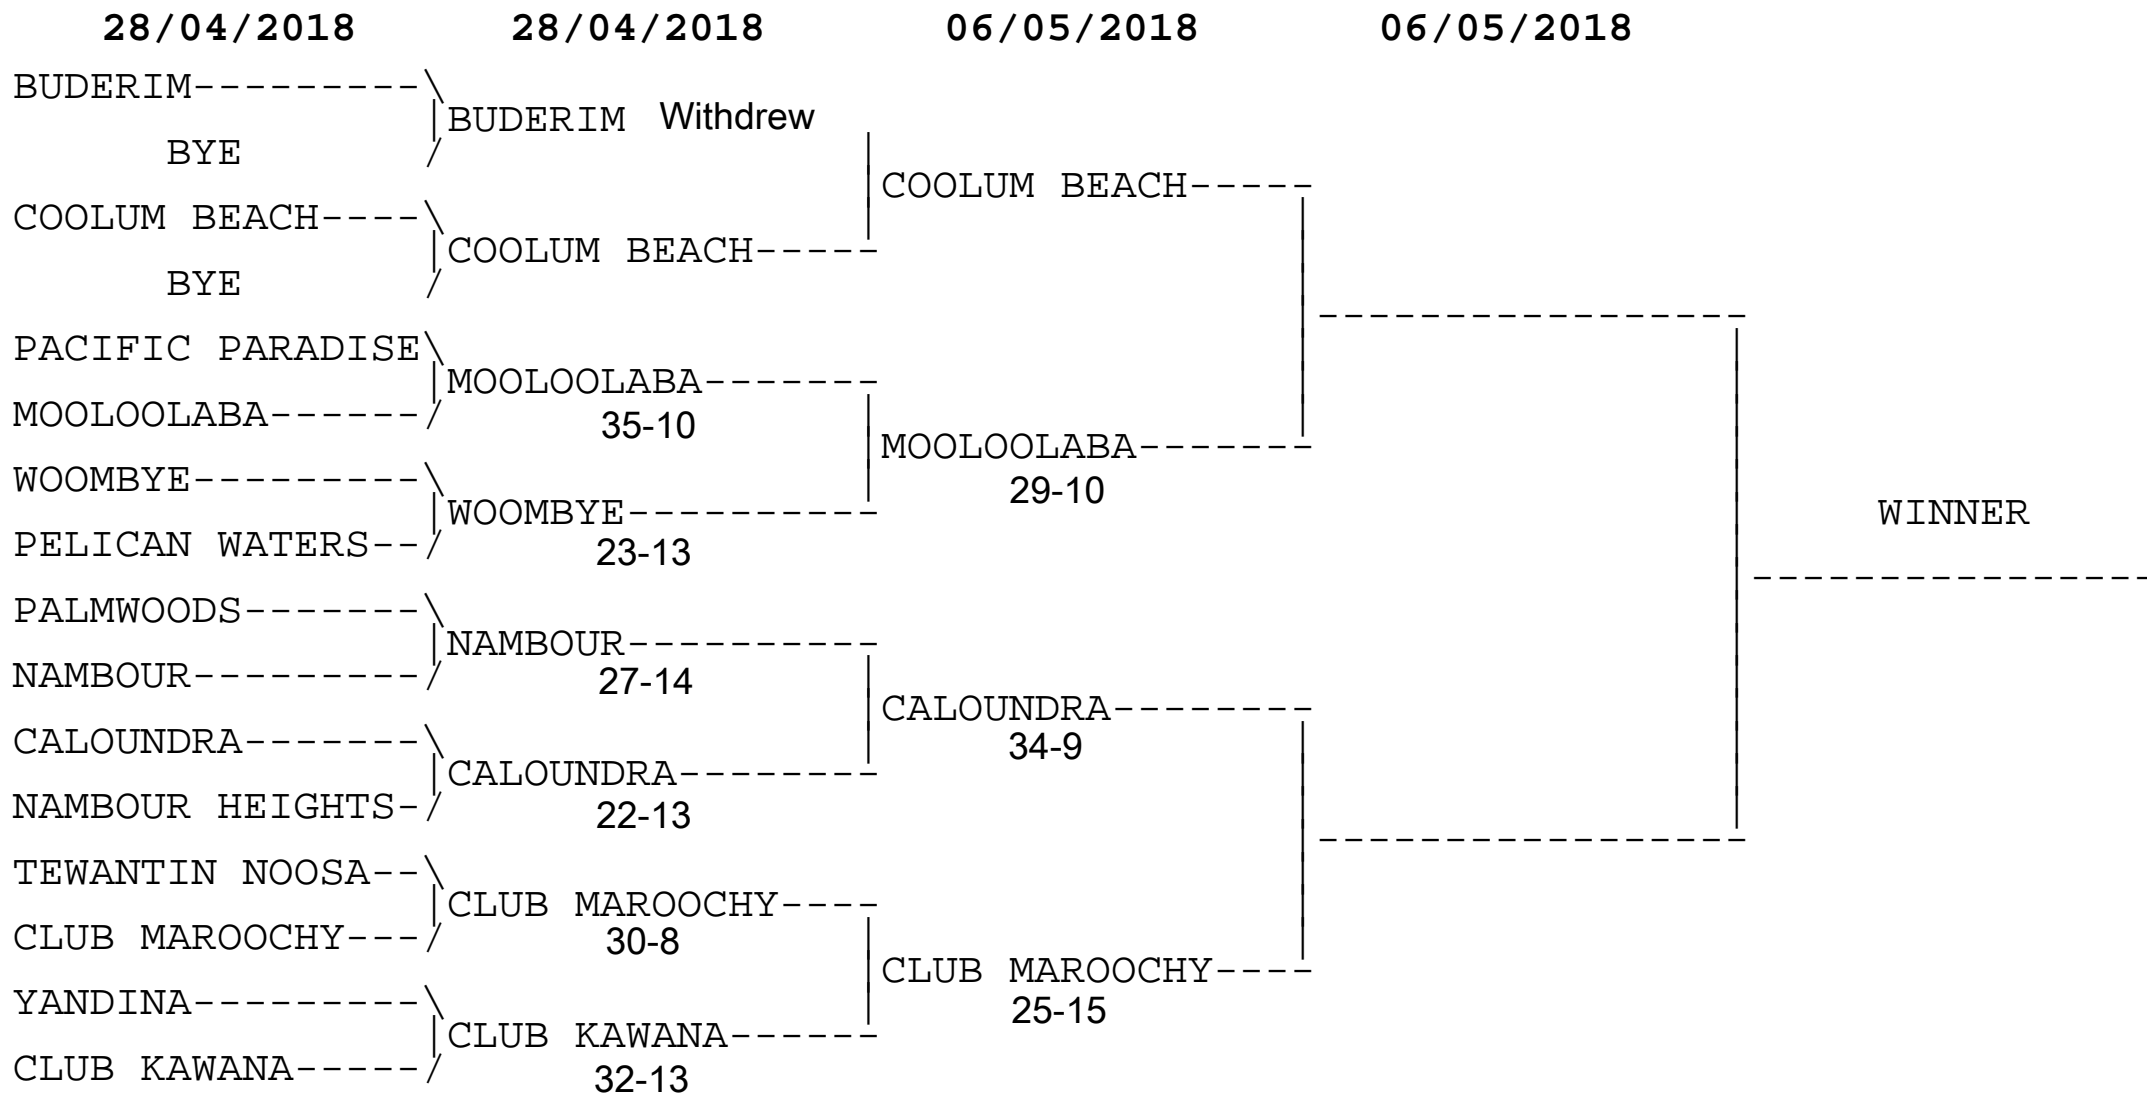 28/04/2018 28/04/2018 06/05/2018 06/05/2018
BUDERIM
BUDERIM Withdrew
BYE
COOLUM BEACH
COOLUM BEACH
COOLUM BEACH
BYE
PACIFIC PARADISE
MOOLOOLABA
MOOLOOLABA
35-10
MOOLOOLABA
29-10
WOOMBYE
WOOMBYE
WINNER
PELICAN WATERS
23-13
PALMWOODS
NAMBOUR
NAMBOUR
27-14
CALOUNDRA
34-9
CALOUNDRA
CALOUNDRA
NAMBOUR HEIGHTS
22-13
TEWANTIN NOOSA
CLUB MAROOCHY
CLUB MAROOCHY
30-8
CLUB MAROOCHY
25-15
YANDINA
CLUB KAWANA
CLUB KAWANA
32-13